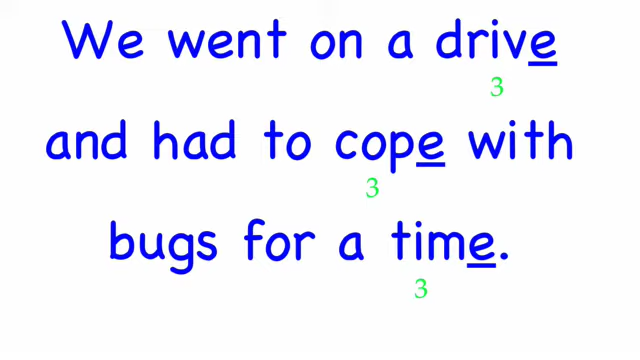 We went on a drive
3
and had to cope with
3
bugs for a time.
3